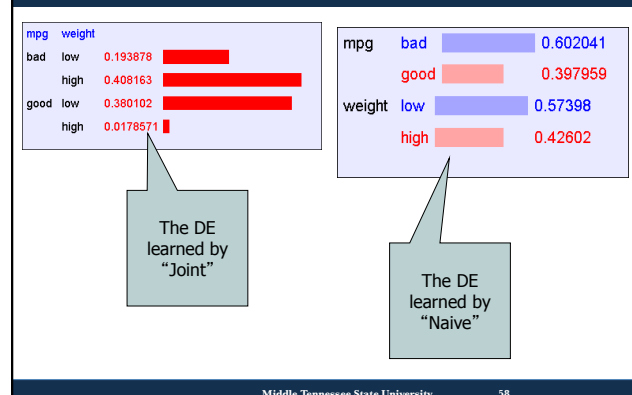 mpg weight
bad low 0.193878
high 0.408163
good low 0.380102
high 0.0178571
The DE
learned by
“Joint”
mpg bad 0.602041
good 0.397959
weight low 0.57398
high 0.42602
The DE
learned by
“Naive”
Middle Tennessee State University 58